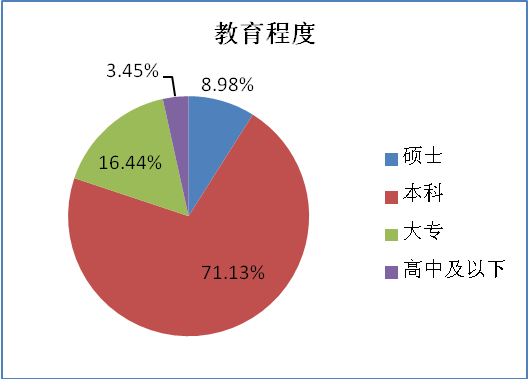 教育程度
3.45%
8.98%
16.44%
71.13%
硕士
本科
大专
高中及以下